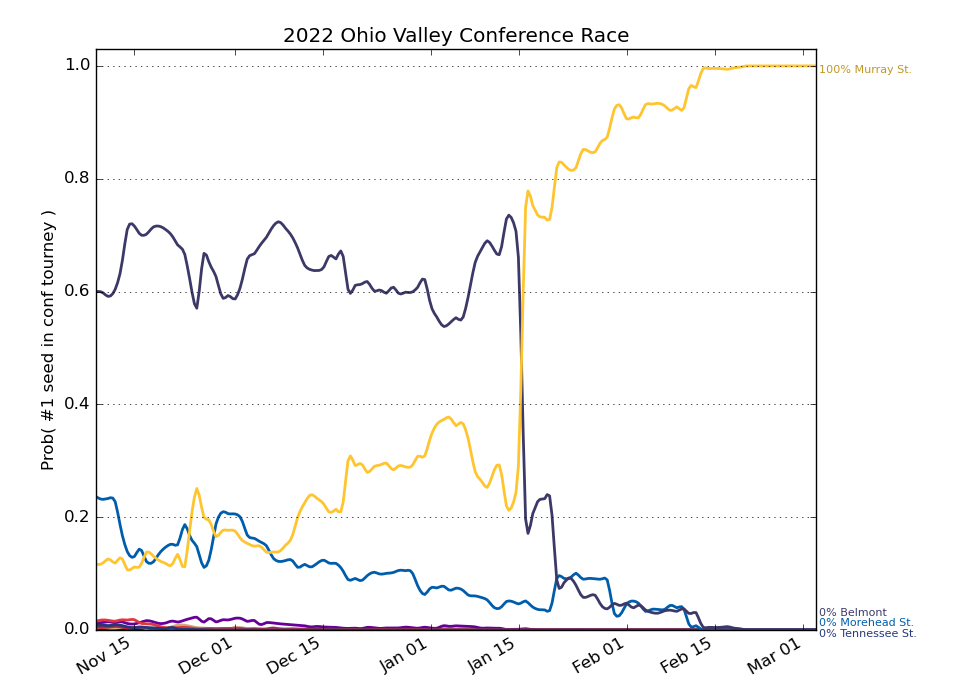 2022 Ohio Valley Conference Race
Prob( #1 seed in conf tourney )
1.0
0.8
0.6
0.4
0.2
0.0
Nov 15
Dec 01
Dec 15
Jan 01
Jan 15
Feb 01
Feb 15
Mar 01
100% Murray St.
0% Belmont
0% Morehead St.
0% Tennessee St.